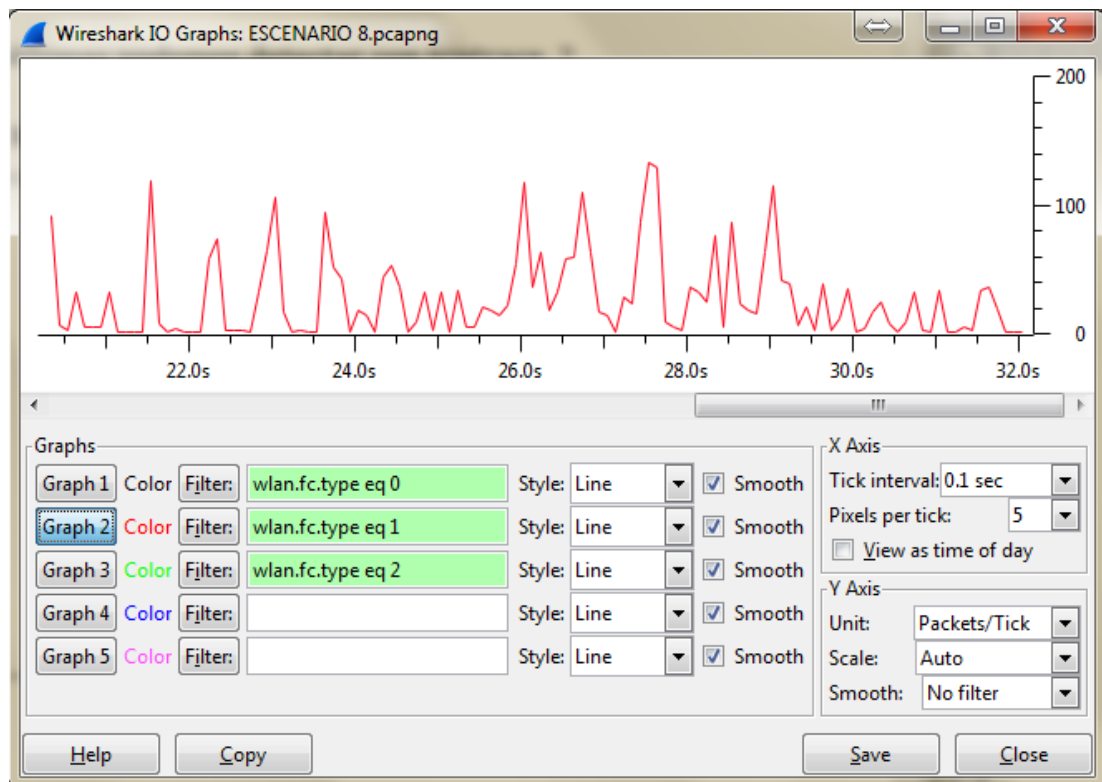 Wireshark IO Graphs: ESCENARIO 8.pcapng
200
100
0
22.0s 24.0s 26.0s 28.0s 30.0s 32.0s
Graphs
Graph 1 Color Filter: wlan.fc.type eq 0 Style: Line Smooth
Graph 2 Color Filter: wlan.fc.type eq 1 Style: Line Smooth
Graph 3 Color Filter: wlan.fc.type eq 2 Style: Line Smooth
Graph 4 Color Filter: Style: Line Smooth
Graph 5 Color Filter: Style: Line Smooth
X Axis
Tick interval: 0.1 sec
Pixels per tick: 5
View as time of day
Y Axis
Unit: Packets/Tick
Scale: Auto
Smooth: No filter
Help Copy Save Close